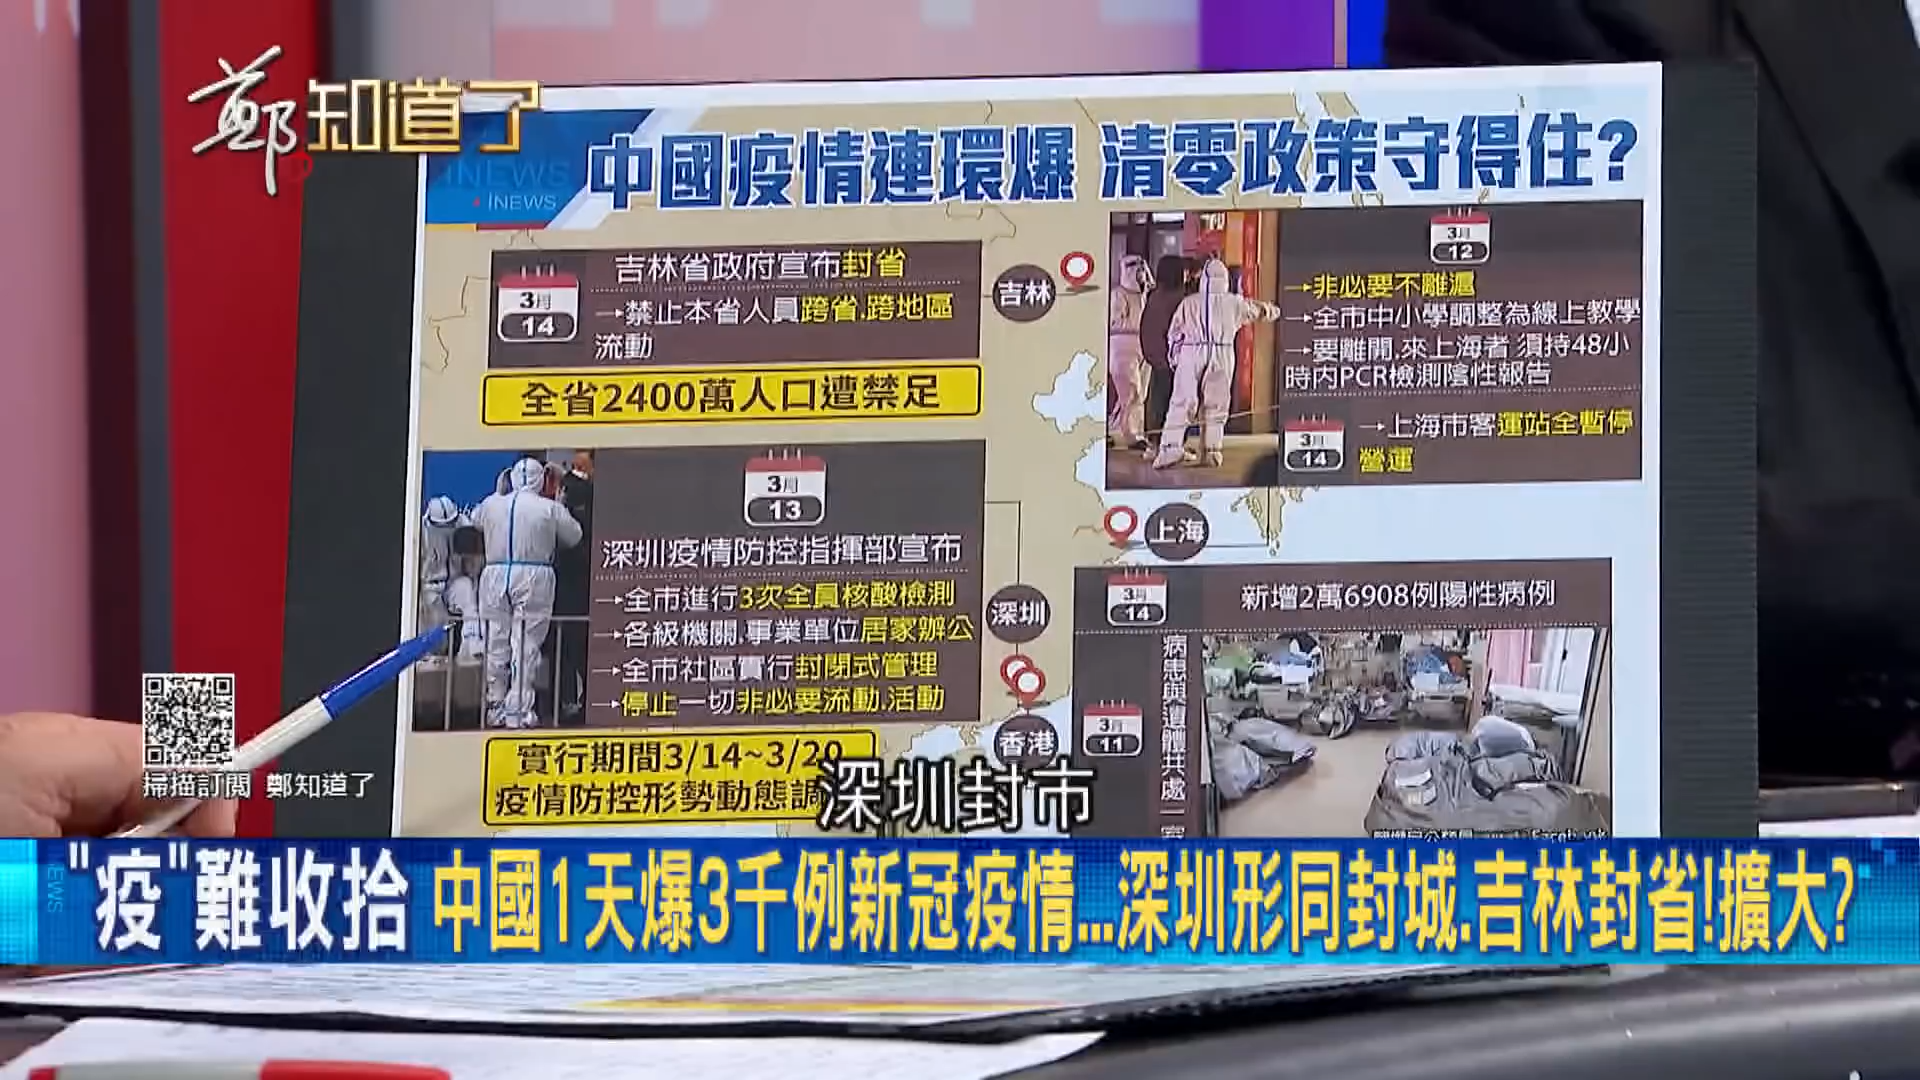 鄭知道了
INEWS
INEWS
中國疫情連環爆 清零政策守得住?
3月
14
吉林省政府宣布封省
→禁止本省人員跨省.跨地區
流動
全省2400萬人口遭禁足
吉林
3月
12
→非必要不離滬
→全市中小學調整為線上教學
→要離開.來上海者 須持48小
時內PCR檢測陰性報告
3月
14
→上海市客運站全暫停
營運
上海
3月
13
深圳疫情防控指揮部宣布
→全市進行3次全員核酸檢測
→各級機關.事業單位居家辦公
→全市社區實行封閉式管理
→停止一切非必要流動.活動
實行期間3/14~3/20
疫情防控形勢動態調
深圳
香港
3月
14
新增2萬6908例陽性病例
3月
11
病患與遺體共處一室
掃描訂閱 鄭知道了
深圳封市
NEWS
"疫"難收拾 中國1天爆3千例新冠疫情...深圳形同封城.吉林封省!擴大?